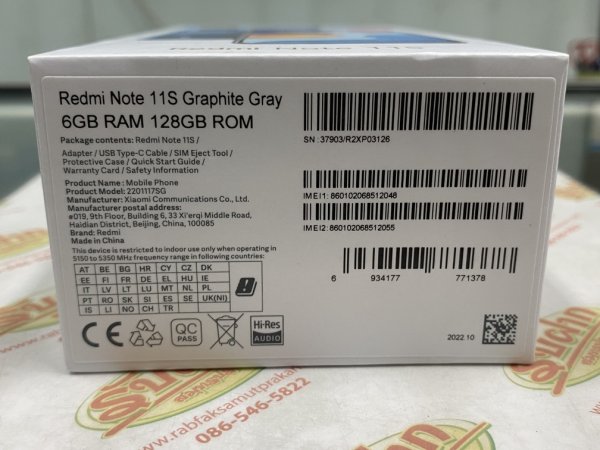 Redmi Note 11S
Redmi Note 11S Graphite Gray
6GB RAM 128GB ROM
Package contents: Redmi Note 11S /
Adapter / USB Type-C Cable / SIM Eject Tool /
Protective Case / Quick Start Guide /
Warranty Card / Safety Information
Product Name : Mobile Phone
Product Model: 2201117SG
Manufacturer: Xiaomi Communications Co., Ltd.
Manufacturer postal address:
#019, 9th Floor, Building 6, 33 Xi'erqi Middle Road,
Haidian District, Beijing, China, 100085
Brand: Redmi
Made in China
This device is restricted to indoor use only when operating in
5150 to 5350 MHz frequency range in following countries:
AT BE BG HR CY CZ DK
EE FI FR DE EL HU IE
IT LV LT LU MT NL PL
PT RO SK SI ES SE UK(NI)
IS LI NO CH TR
CE
QC
PASS
Hi-Res
AUDIO
SN: 37903/R2XP03126
IMEI1: 860102068512048
IMEI2: 860102068512055
6 934177 771378
2022.10
www.rabfaksamutprakan
086-546-5822